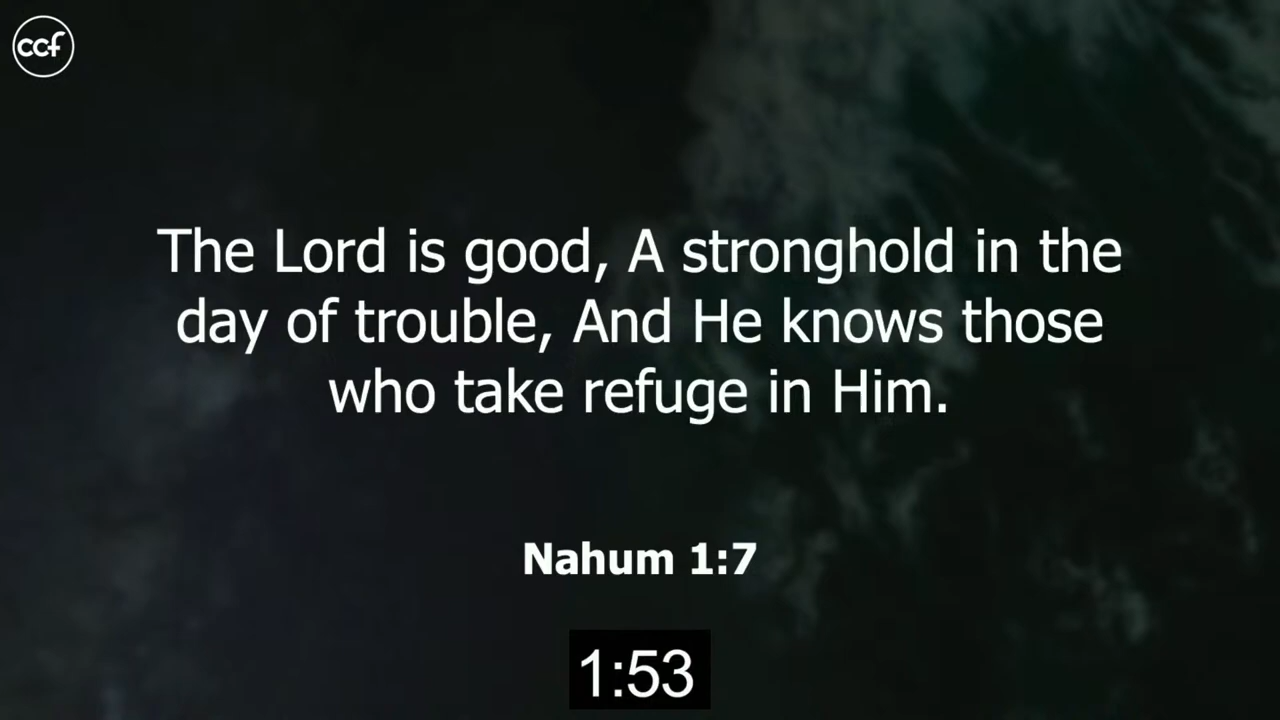 ccf
The Lord is good, A stronghold in the
day of trouble, And He knows those
who take refuge in Him.
Nahum 1:7
1:53